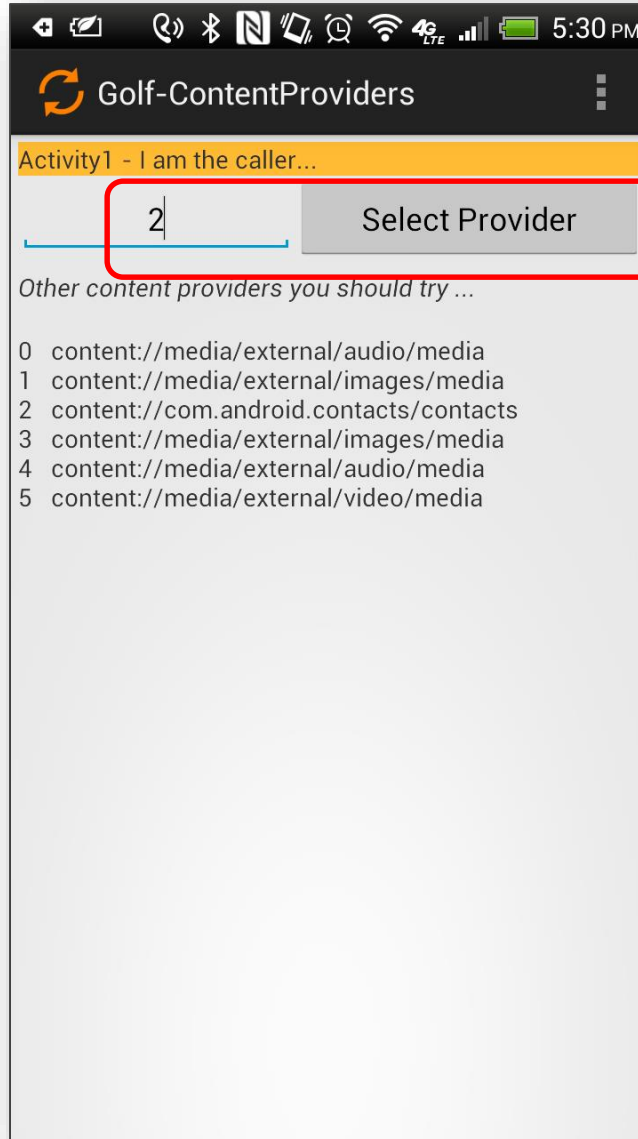 4G LTE 5:30 PM
Golf-ContentProviders
Activity1 - I am the caller...
2 Select Provider
Other content providers you should try ...
0 content://media/external/audio/media
1 content://media/external/images/media
2 content://com.android.contacts/contacts
3 content://media/external/images/media
4 content://media/external/audio/media
5 content://media/external/video/media